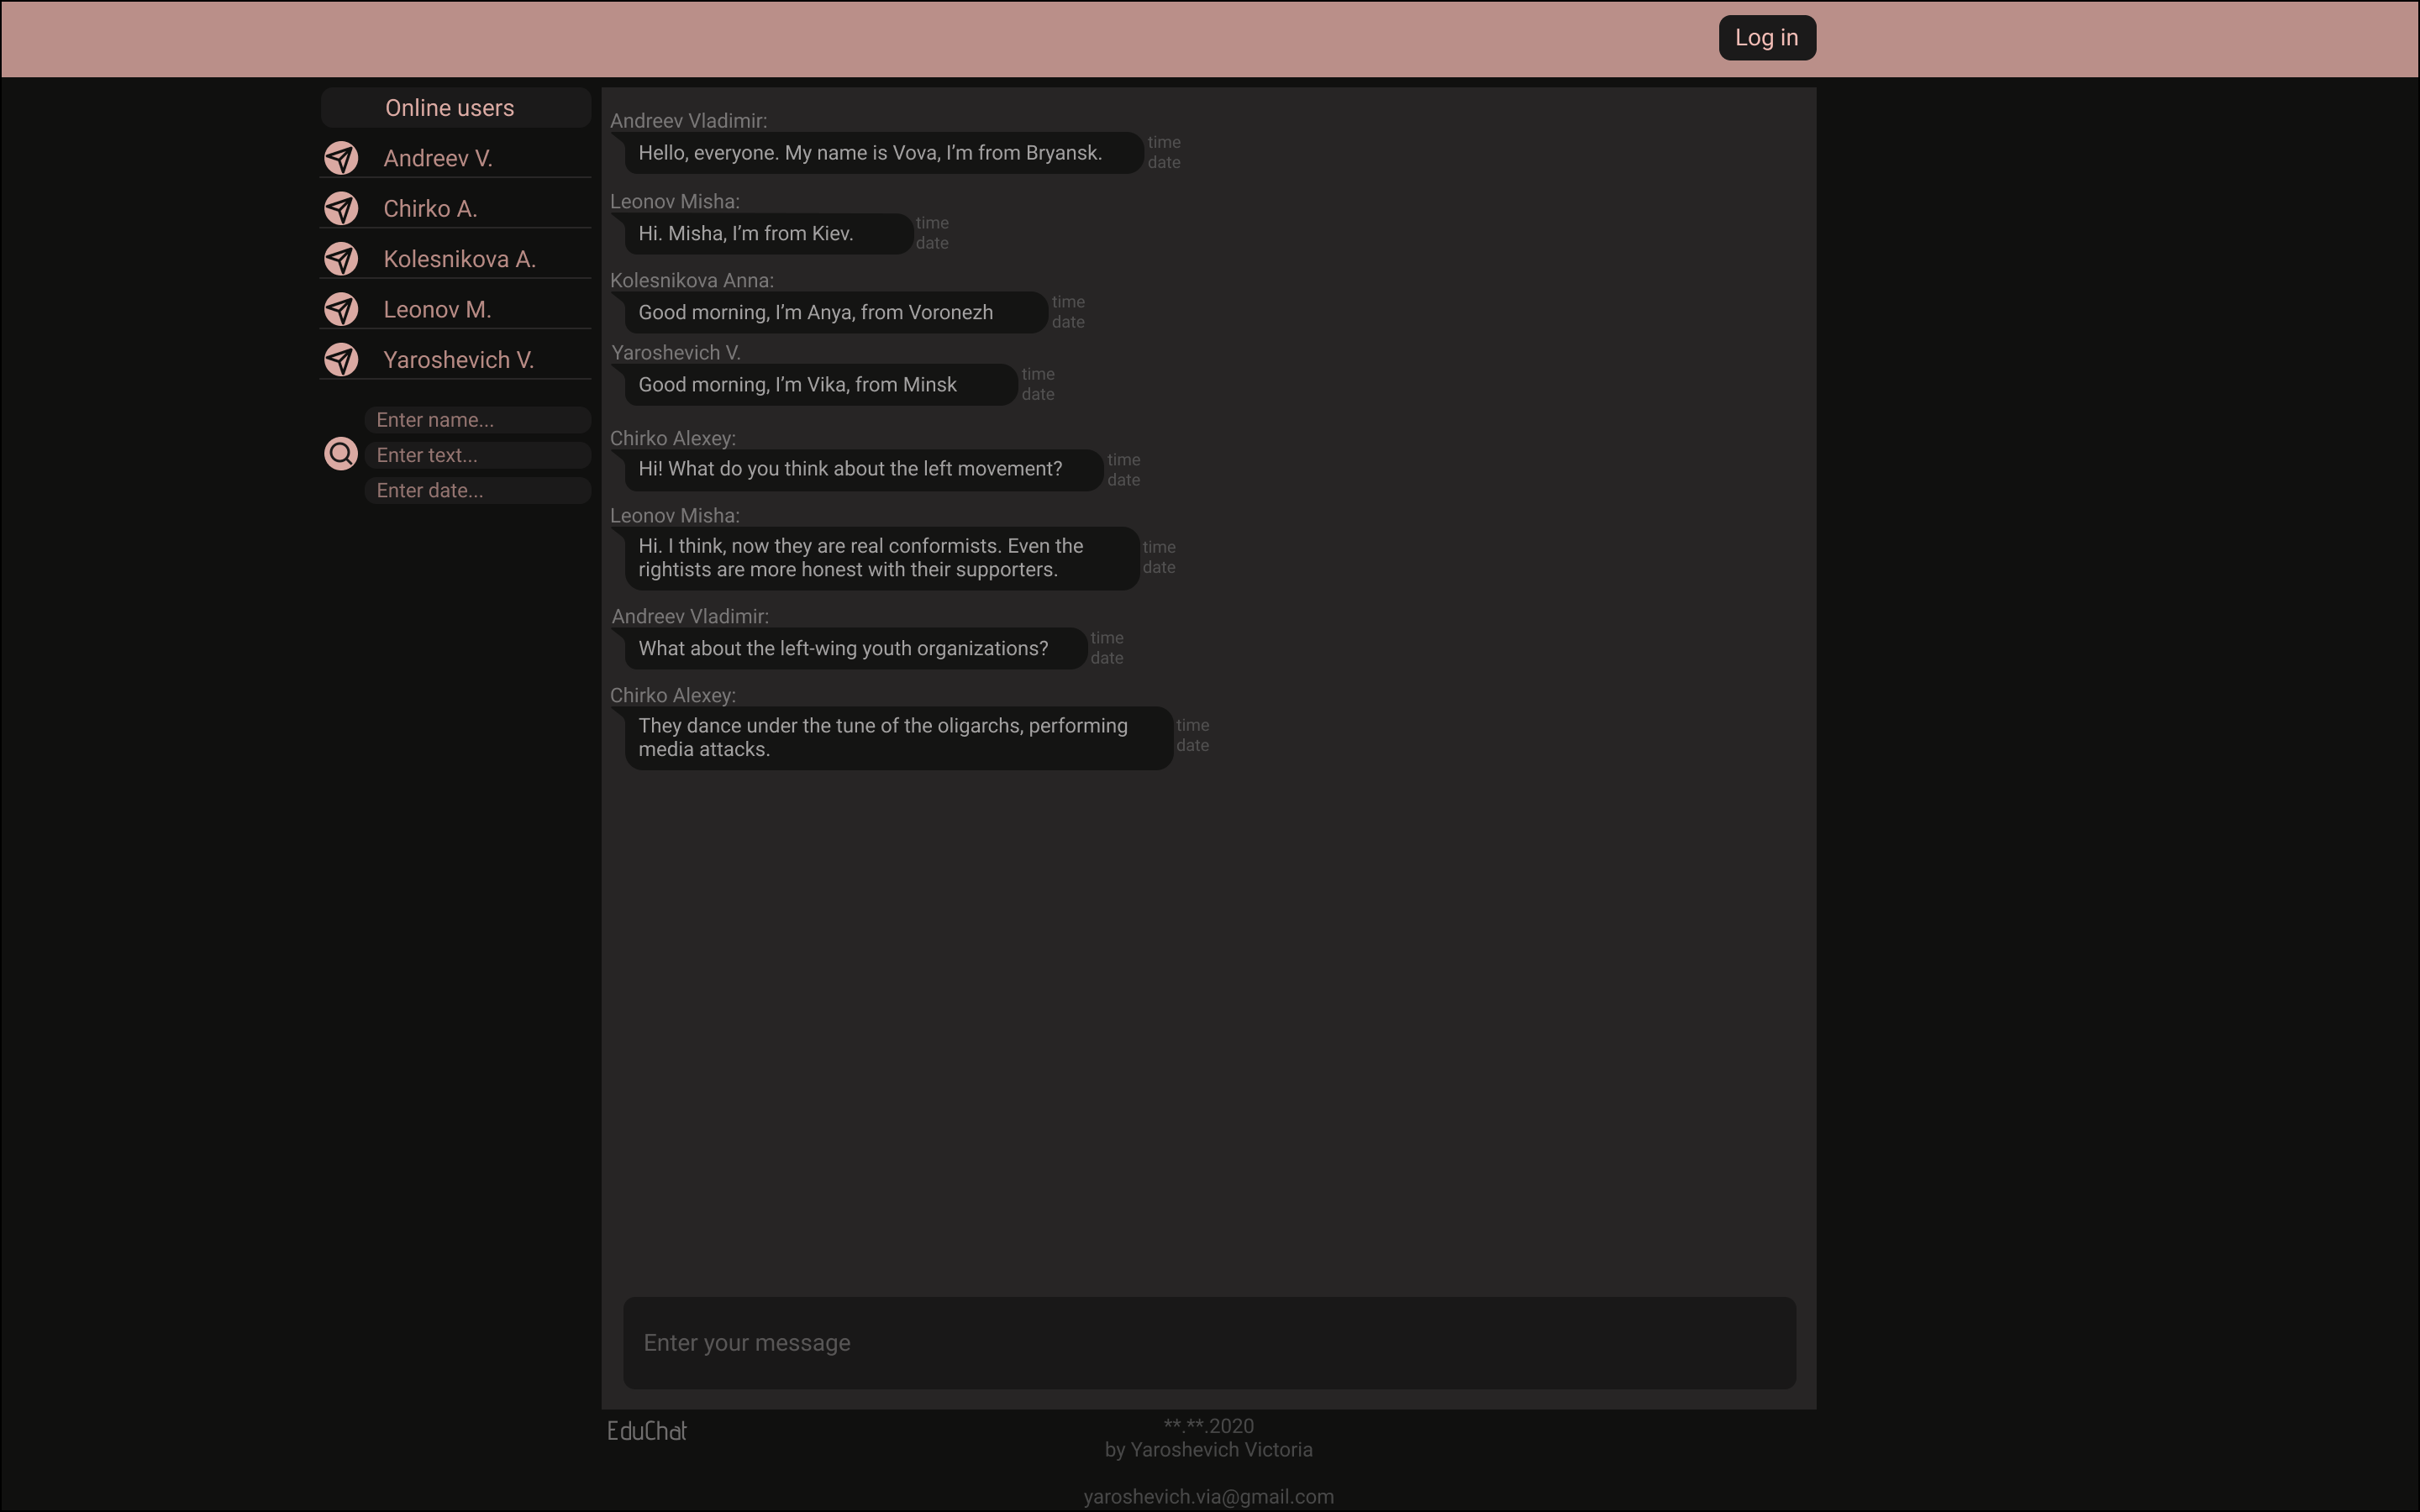 Log in
Online users
Andreev V.
Chirko A.
Kolesnikova A.
Leonov M.
Yaroshevich V.
Enter name...
Enter text...
Enter date...
Andreev Vladimir:
Hello, everyone. My name is Vova, I’m from Bryansk.
time
date
Leonov Misha:
Hi. Misha, I’m from Kiev.
time
date
Kolesnikova Anna:
Good morning, I’m Anya, from Voronezh
time
date
Yaroshevich V.
Good morning, I’m Vika, from Minsk
time
date
Chirko Alexey:
Hi! What do you think about the left movement?
time
date
Leonov Misha:
Hi. I think, now they are real conformists. Even the
rightists are more honest with their supporters.
time
date
Andreev Vladimir:
What about the left-wing youth organizations?
time
date
Chirko Alexey:
They dance under the tune of the oligarchs, performing
media attacks.
time
date
Enter your message
EduChat
**.**.2020
by Yaroshevich Victoria
yaroshevich.via@gmail.com